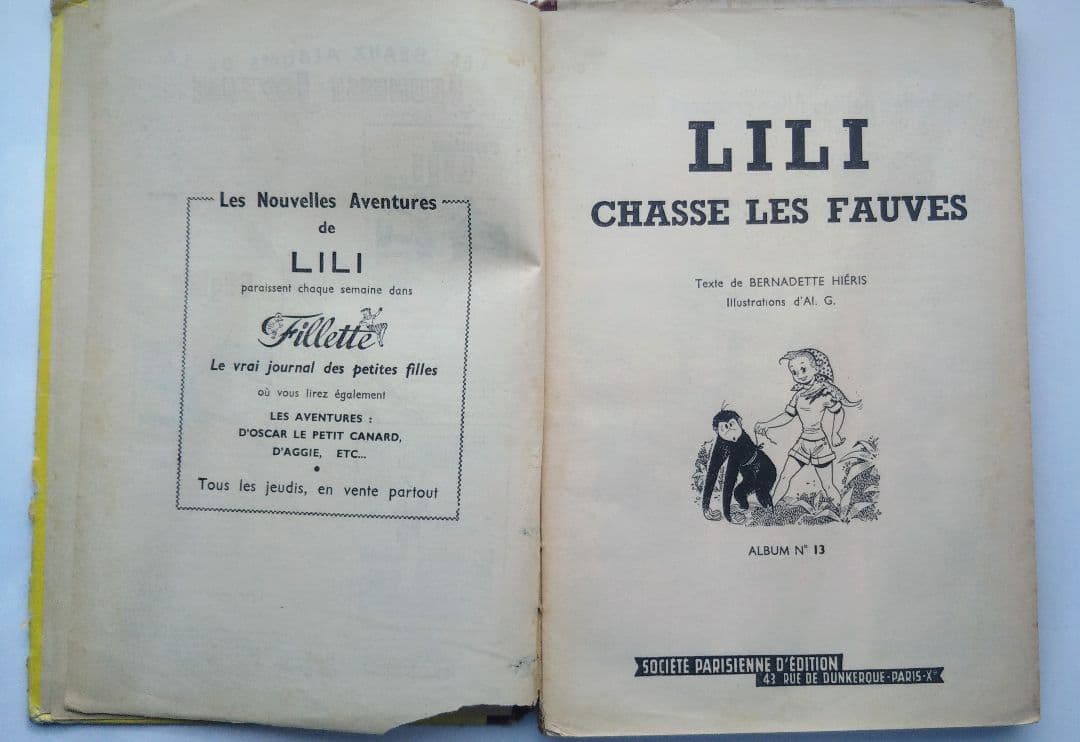 Les Nouvelles Aventures
de
LILI
paraissent chaque semaine dans
Fillette
Le vrai journal des petites filles
où vous lirez également
LES AVENTURES :
D'OSCAR LE PETIT CANARD,
D'AGGIE, ETC...
•
Tous les jeudis, en vente partout
LILI
CHASSE LES FAUVES
Texte de BERNADETTE HIÉRIS
Illustrations d'Al. G.
ALBUM N° 13
SOCIÉTÉ PARISIENNE D'ÉDITION
43 RUE DE DUNKERQUE - PARIS - Xᵉ